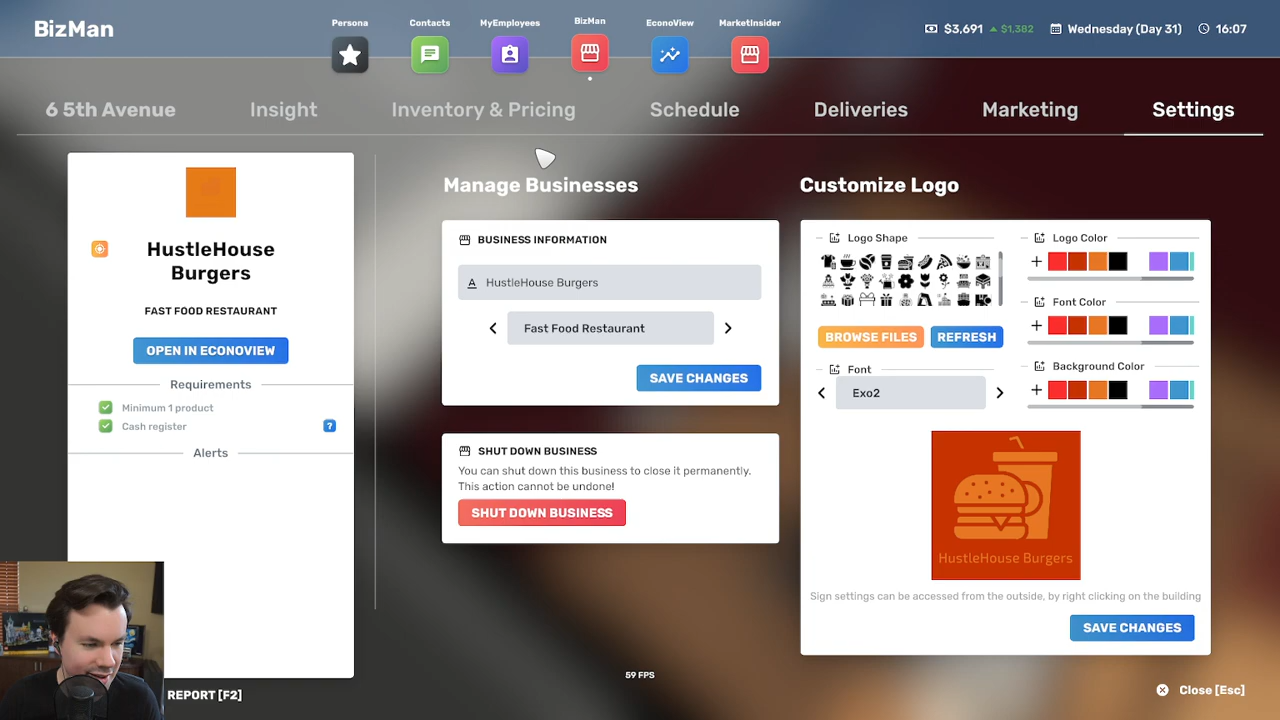 BizMan
Persona
Contacts
MyEmployees
BizMan
EconoView
MarketInsider
$3,691 $1,382
Wednesday (Day 31)
16:07
6 5th Avenue
Insight
Inventory & Pricing
Schedule
Deliveries
Marketing
Settings
HustleHouse
Burgers
FAST FOOD RESTAURANT
OPEN IN ECONOVIEW
Requirements
Minimum 1 product
Cash register
?
Alerts
REPORT [F2]
Manage Businesses
BUSINESS INFORMATION
HustleHouse Burgers
Fast Food Restaurant
SAVE CHANGES
SHUT DOWN BUSINESS
You can shut down this business to close it permanently.
This action cannot be undone!
SHUT DOWN BUSINESS
Customize Logo
Logo Shape
BROWSE FILES
REFRESH
Font
Exo2
Logo Color
Font Color
Background Color
HustleHouse Burgers
Sign settings can be accessed from the outside, by right clicking on the building
SAVE CHANGES
59 FPS
Close [Esc]